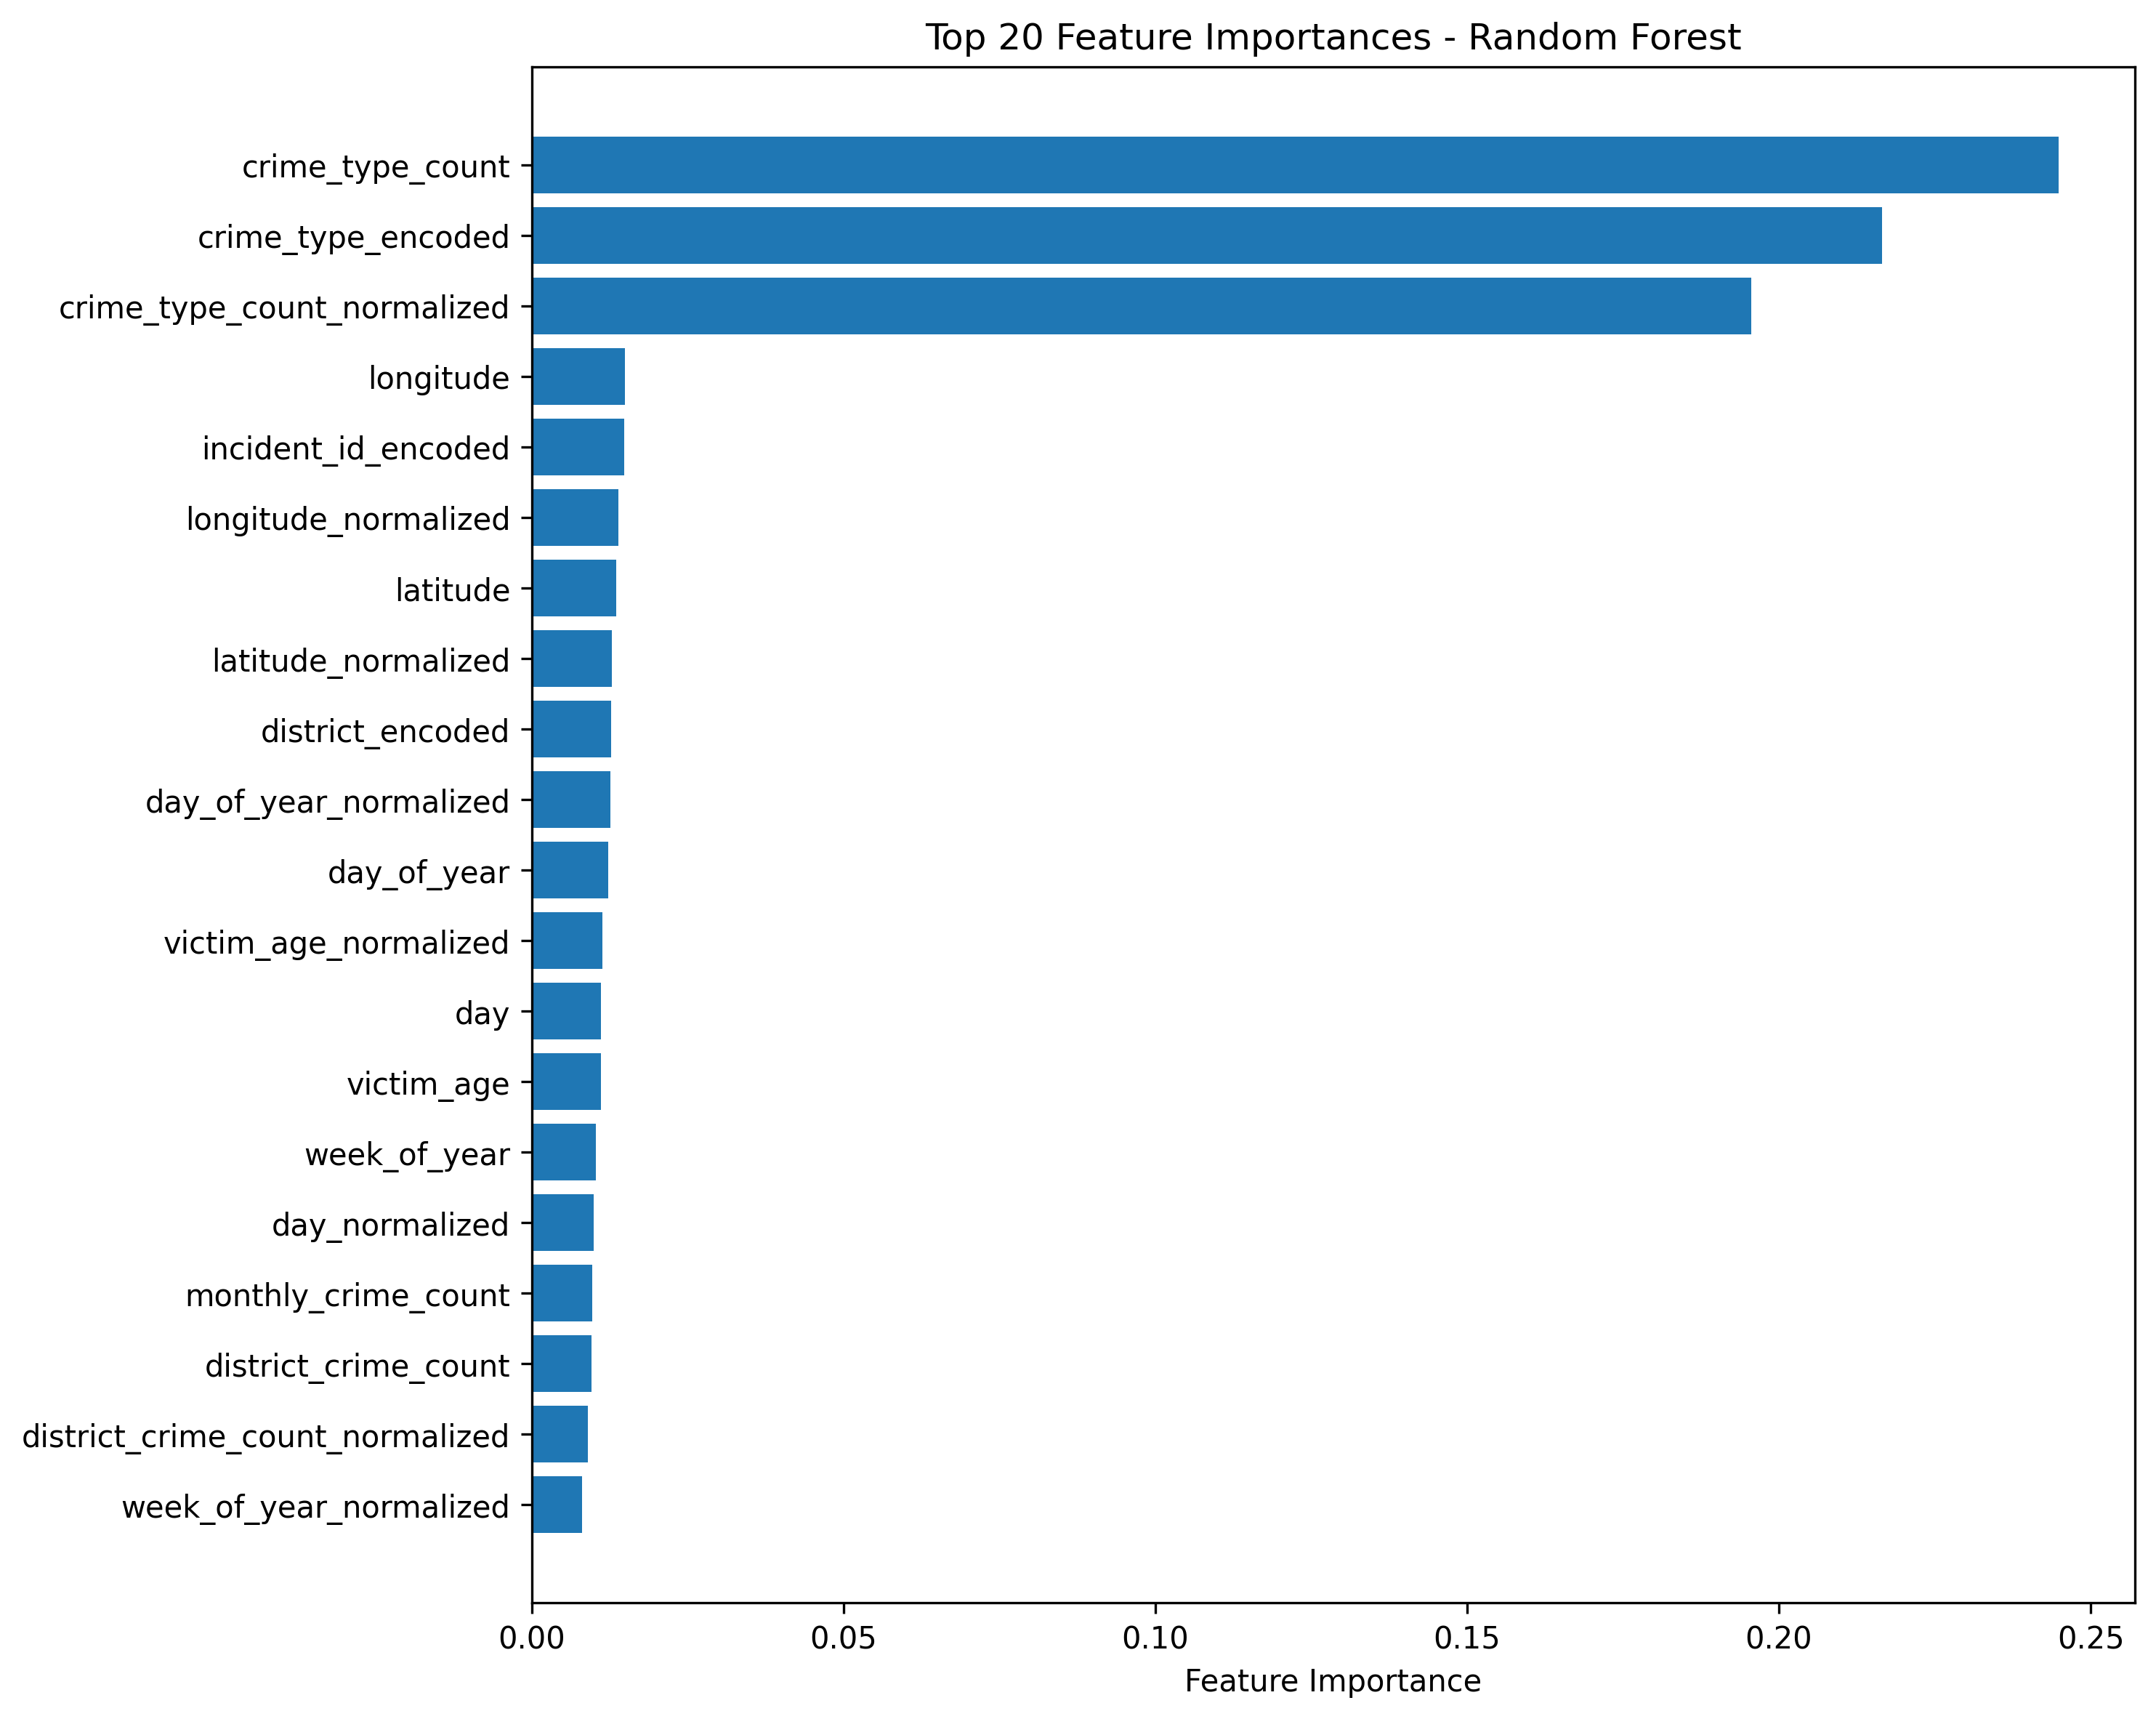 Top 20 Feature Importances - Random Forest
crime_type_count
crime_type_encoded
crime_type_count_normalized
longitude
incident_id_encoded
longitude_normalized
latitude
latitude_normalized
district_encoded
day_of_year_normalized
day_of_year
victim_age_normalized
day
victim_age
week_of_year
day_normalized
monthly_crime_count
district_crime_count
district_crime_count_normalized
week_of_year_normalized
0.00 0.05 0.10 0.15 0.20 0.25
Feature Importance